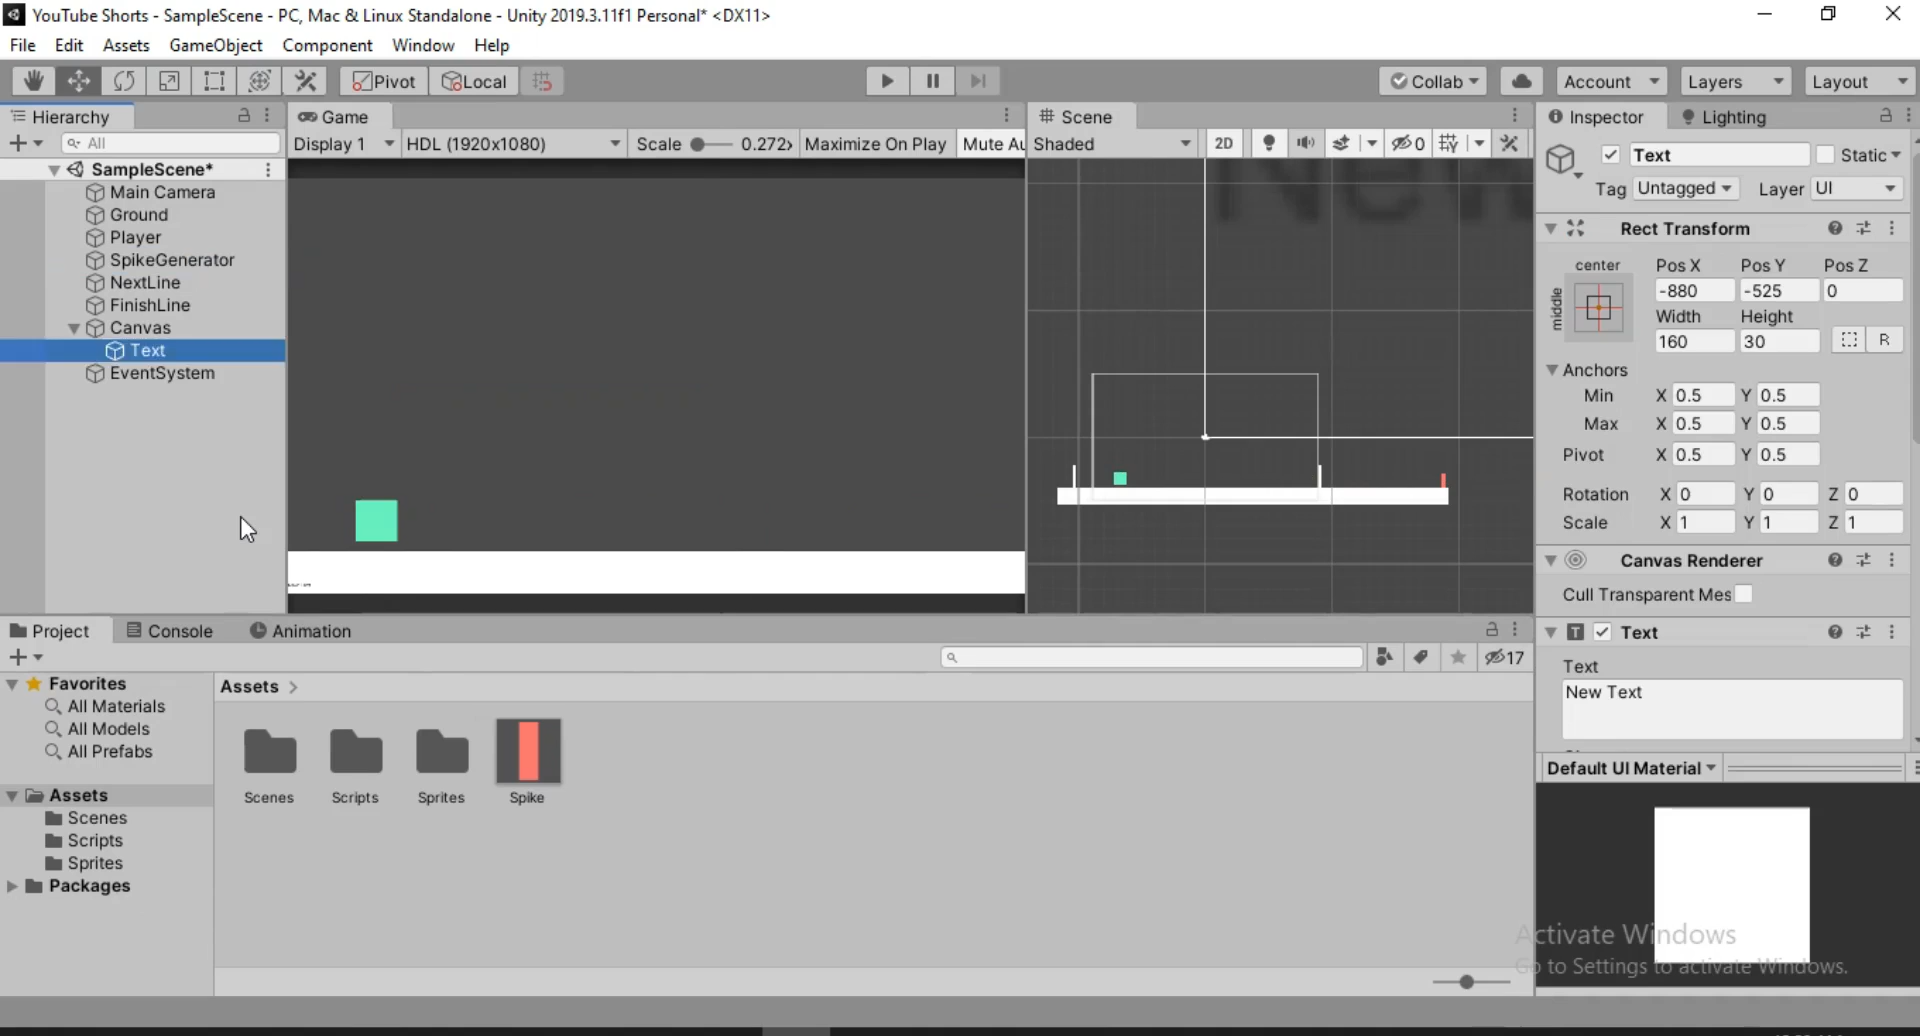 YouTube Shorts - SampleScene - PC, Mac & Linux Standalone - Unity 2019.3.11f1 Personal* <DX11>
File Edit Assets GameObject Component Window Help
Pivot Local Collab Account Layers Layout
Hierarchy
All
SampleScene*
Main Camera
Ground
Player
SpikeGenerator
NextLine
FinishLine
Canvas
Text
EventSystem
Game
Display 1 HDL (1920x1080) Scale 0.272 Maximize On Play Mute Au
Scene
Shaded 2D 0
New
Inspector Lighting
Text Static
Tag Untagged Layer UI
Rect Transform
center Pos X Pos Y Pos Z
middle
-880 -525 0
Width Height
160 30 R
Anchors
Min X 0.5 Y 0.5
Max X 0.5 Y 0.5
Pivot X 0.5 Y 0.5
Rotation X 0 Y 0 Z 0
Scale X 1 Y 1 Z 1
Canvas Renderer
Cull Transparent Mes
T Text
Text
New Text
Default UI Material
Project Console Animation
17
Favorites
All Materials
All Models
All Prefabs
Assets
Scenes
Scripts
Sprites
Packages
Assets >
Scenes Scripts Sprites Spike
Activate Windows
Go to Settings to activate Windows.